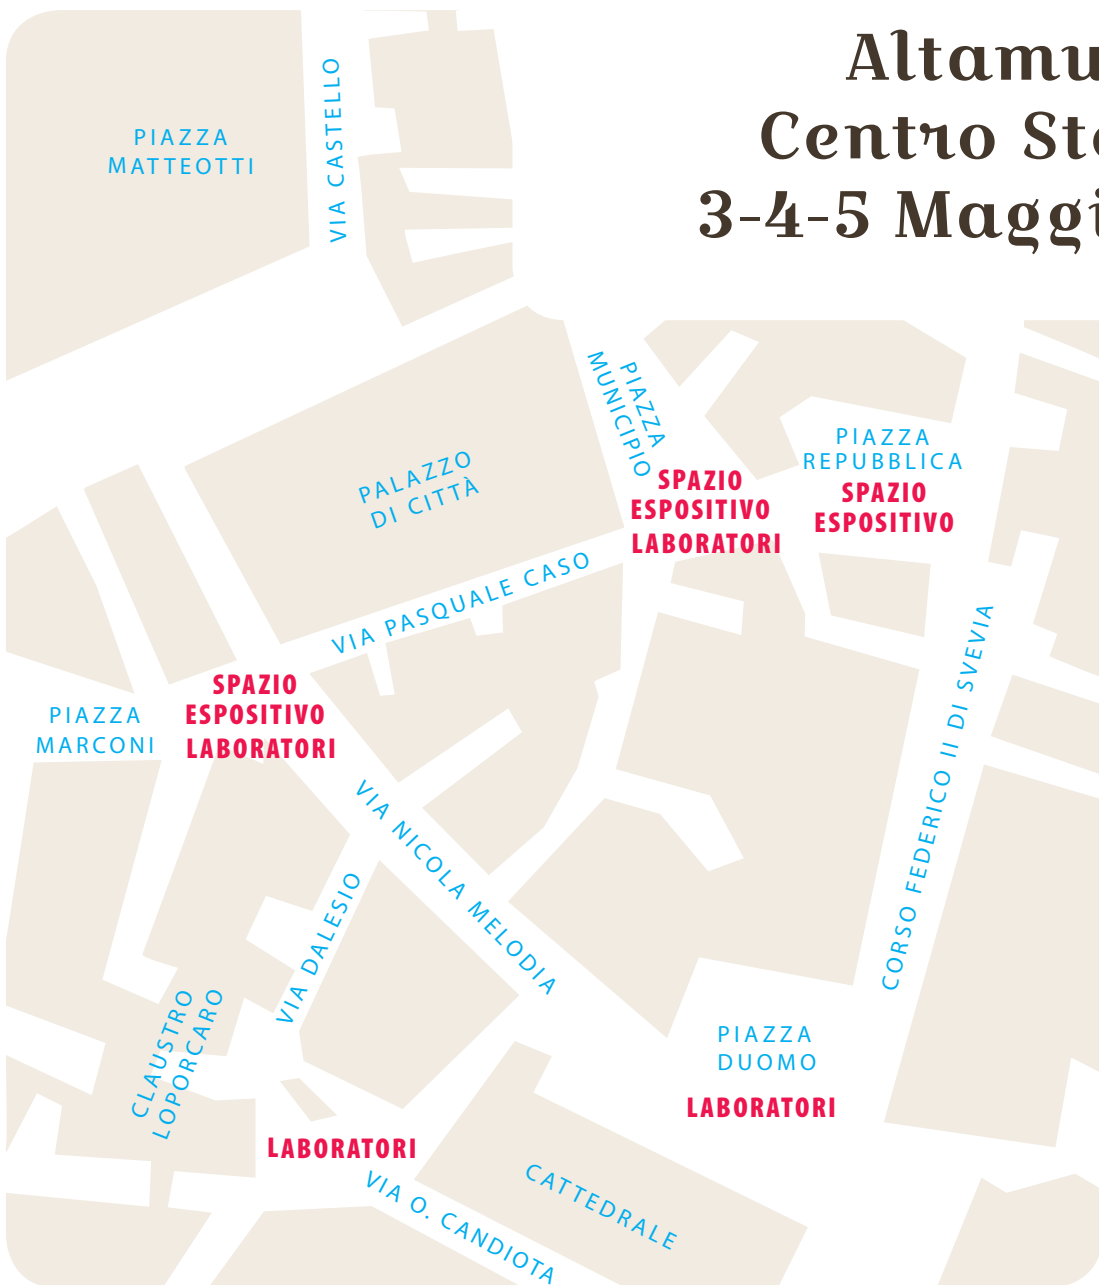 Altamu
Centro Sto
3-4-5 Maggi
PIAZZA
MATTEOTTI
VIA CASTELLO
PIAZZA
MUNICIPIO
PIAZZA
REPUBBLICA
SPAZIO
ESPOSITIVO
SPAZIO
ESPOSITIVO
LABORATORI
PALAZZO
DI CITTÀ
VIA PASQUALE CASO
CORSO FEDERICO II DI SVEVIA
PIAZZA
MARCONI
SPAZIO
ESPOSITIVO
LABORATORI
VIA NICOLA MELODIA
VIA DALESIO
CLAUSTRO
LOPORCARO
PIAZZA
DUOMO
LABORATORI
LABORATORI
VIA O. CANDIOTA
CATTEDRALE